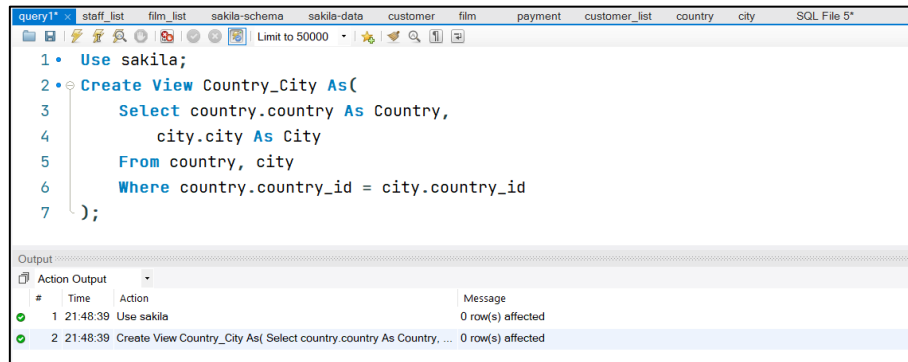 query1* × staff_list film_list sakila-schema sakila-data customer film payment customer_list country city SQL File 5*
Limit to 50000
1 Use sakila;
2 Create View Country_City As(
3 Select country.country As Country,
4 city.city As City
5 From country, city
6 Where country.country_id = city.country_id
7 );
Output
Action Output
# Time Action Message
1 21:48:39 Use sakila 0 row(s) affected
2 21:48:39 Create View Country_City As( Select country.country As Country, ... 0 row(s) affected